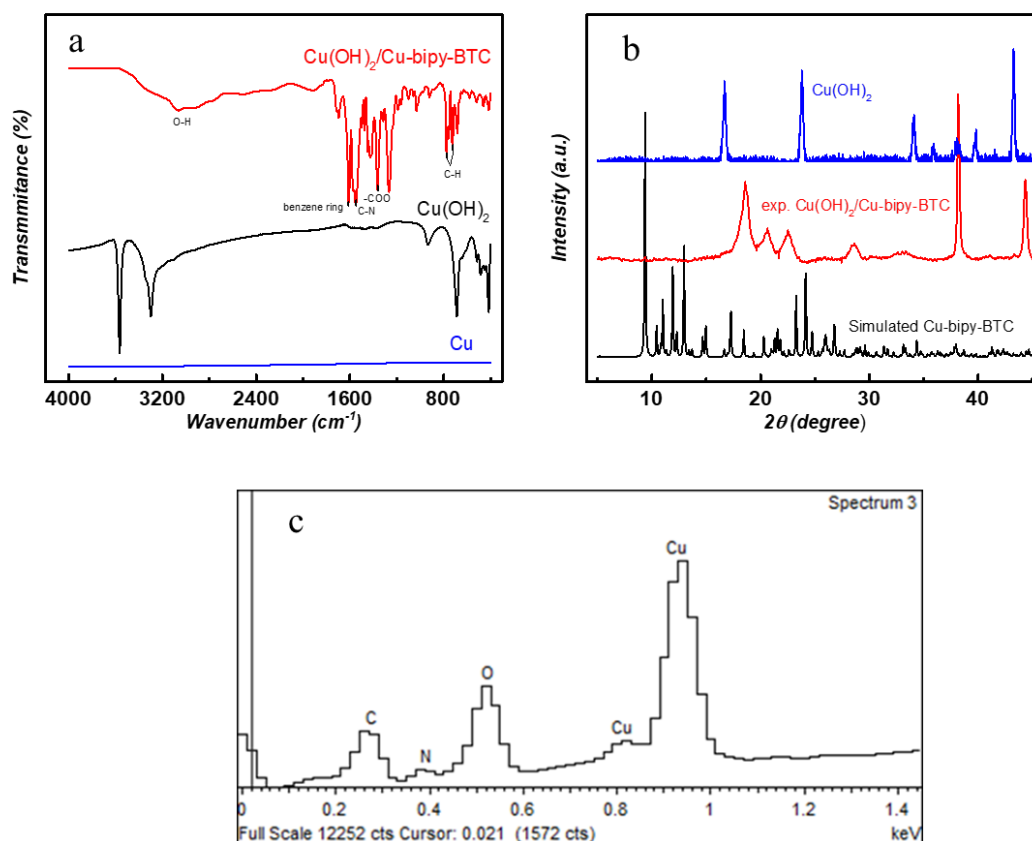 a
Cu(OH)₂/Cu-bipy-BTC
O-H
C-H
-COO
benzene ring
C-N
Cu(OH)₂
Cu
Transmmitance (%)
4000 3200 2400 1600 800
Wavenumber (cm⁻¹)
b
Cu(OH)₂
exp. Cu(OH)₂/Cu-bipy-BTC
Simulated Cu-bipy-BTC
Intensity (a.u.)
10 20 30 40
2θ (degree)
Spectrum 3
c
Cu
O
C
Cu
N
0 0.2 0.4 0.6 0.8 1 1.2 1.4
Full Scale 12252 cts Cursor: 0.021 (1572 cts) keV